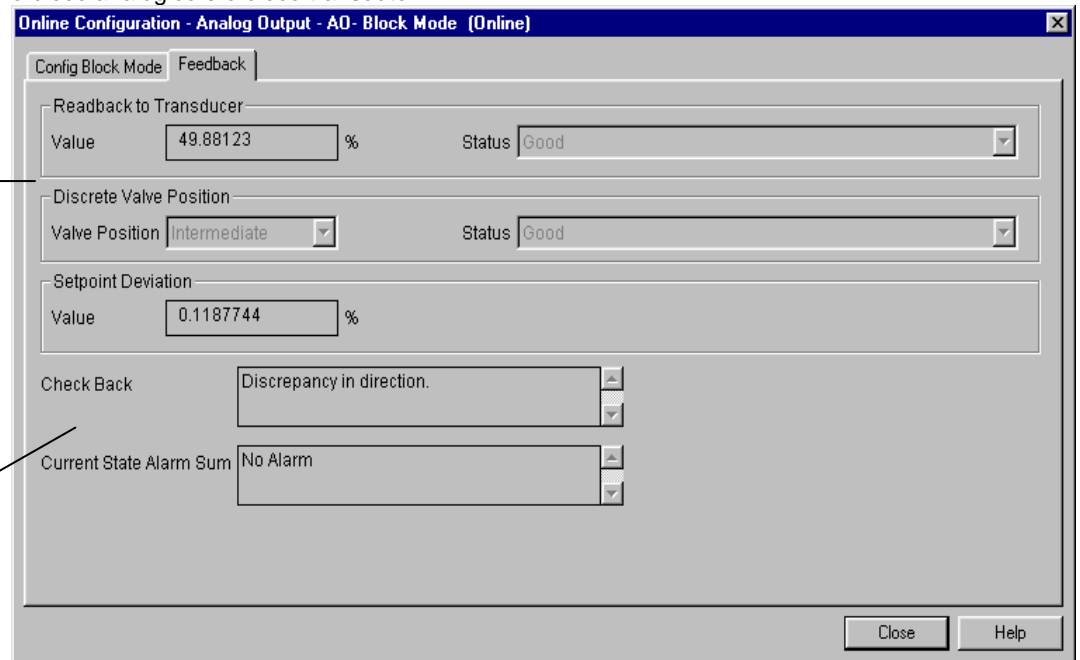 Online Configuration - Analog Output - AO- Block Mode (Online)
Config Block Mode Feedback
Readback to Transducer
Value 49.88123 % Status Good
Discrete Valve Position
Valve Position Intermediate Status Good
Setpoint Deviation
Value 0.1187744 %
Check Back Discrepancy in direction.
Current State Alarm Sum No Alarm
Close Help